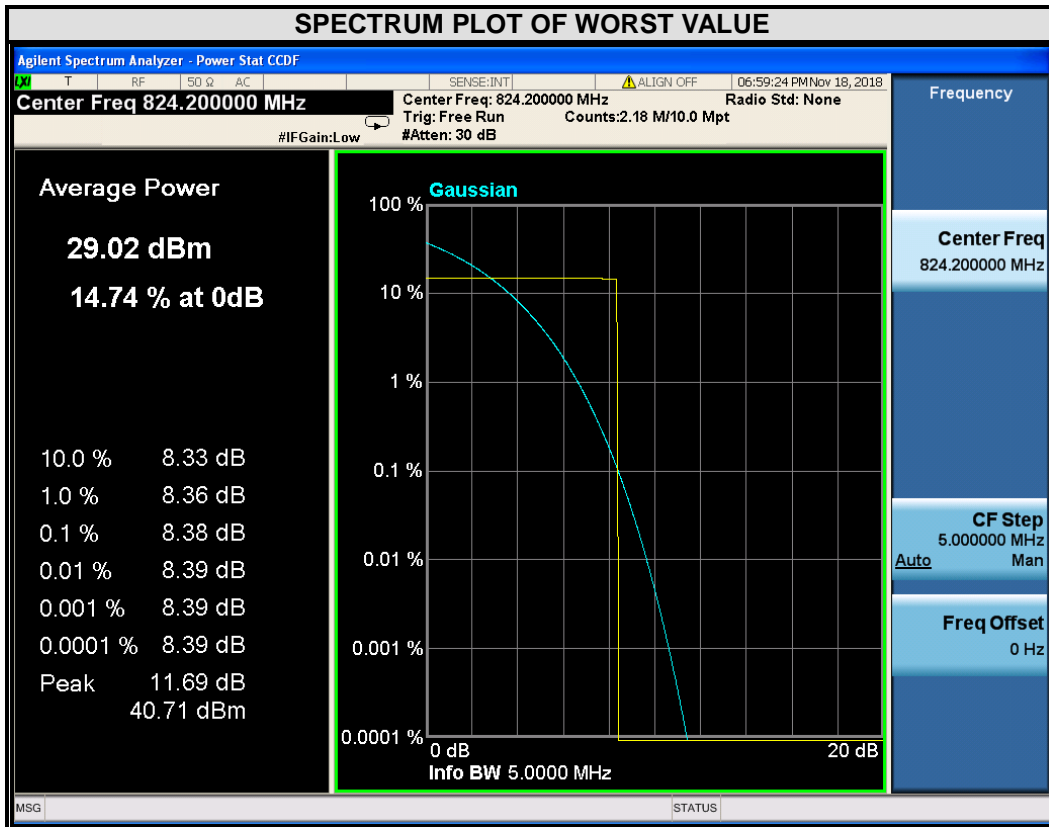 SPECTRUM PLOT OF WORST VALUE
Agilent Spectrum Analyzer - Power Stat CCDF
LXI T RF 50 Ω AC SENSE:INT ALIGN OFF 06:59:24 PM Nov 18, 2018
Center Freq 824.200000 MHz
#IFGain:Low
Center Freq: 824.200000 MHz Radio Std: None
Trig: Free Run Counts:2.18 M/10.0 Mpt
#Atten: 30 dB
Average Power
29.02 dBm
14.74 % at 0dB
10.0 % 8.33 dB
1.0 % 8.36 dB
0.1 % 8.38 dB
0.01 % 8.39 dB
0.001 % 8.39 dB
0.0001 % 8.39 dB
Peak 11.69 dB
40.71 dBm
Gaussian
100 %
10 %
1 %
0.1 %
0.01 %
0.001 %
0.0001 %
0 dB 20 dB
Info BW 5.0000 MHz
Frequency
Center Freq
824.200000 MHz
CF Step
5.000000 MHz
Auto Man
Freq Offset
0 Hz
MSG STATUS